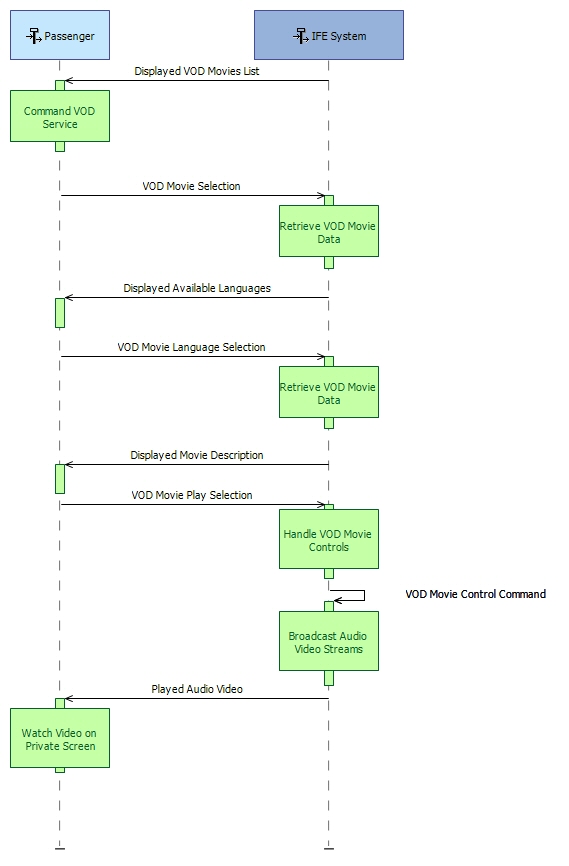 Passenger
IFE System
Displayed VOD Movies List
Command VOD
Service
VOD Movie Selection
Retrieve VOD Movie
Data
Displayed Available Languages
VOD Movie Language Selection
Retrieve VOD Movie
Data
Displayed Movie Description
VOD Movie Play Selection
Handle VOD Movie
Controls
VOD Movie Control Command
Broadcast Audio
Video Streams
Played Audio Video
Watch Video on
Private Screen